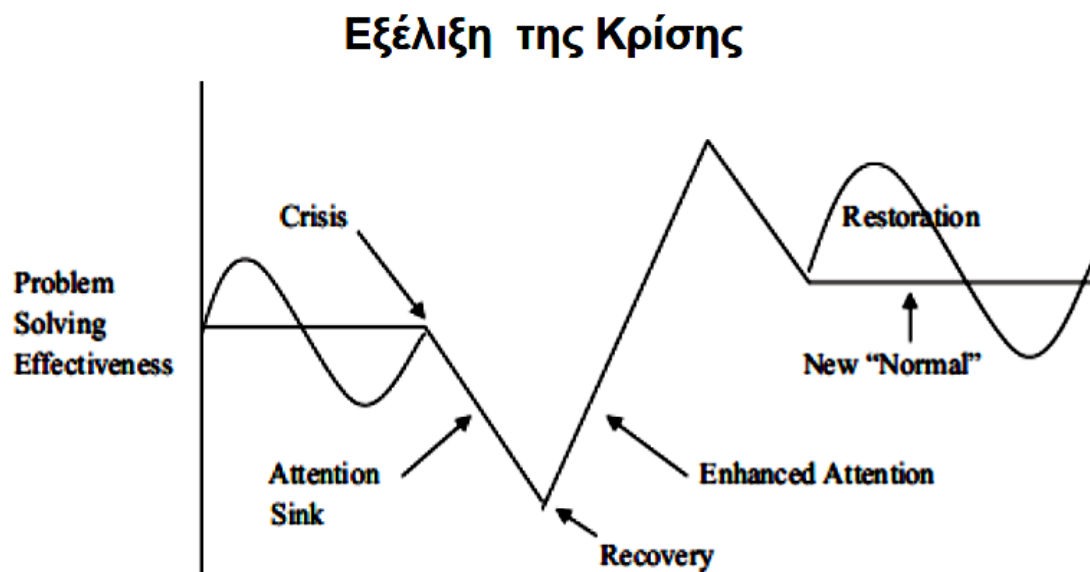 Εξέλιξη της Κρίσης
Crisis
Restoration
Problem
Solving
Effectiveness
New “Normal”
Attention
Sink
Enhanced Attention
Recovery